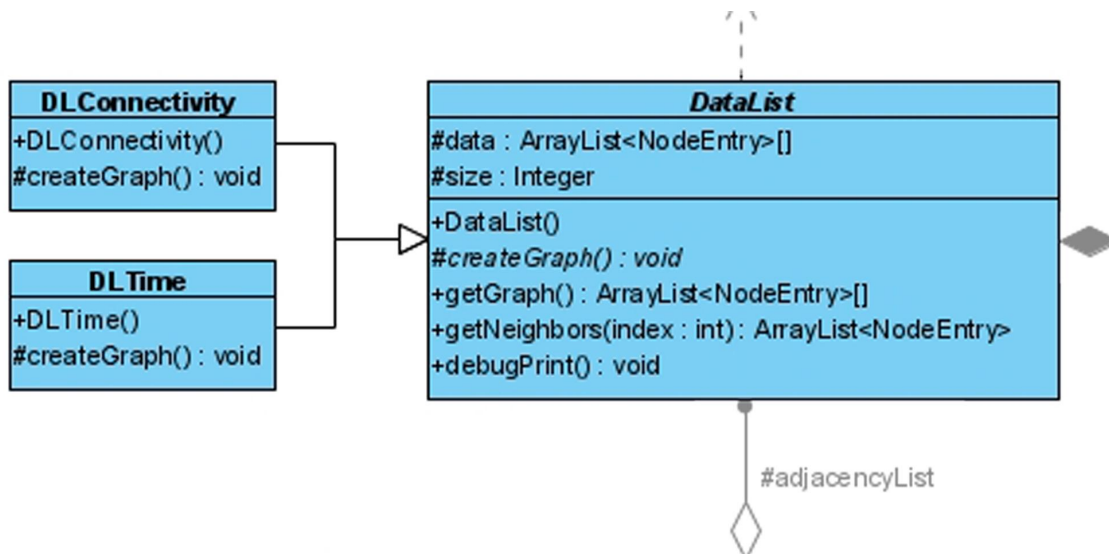 DLConnectivity
+DLConnectivity()
#createGraph() : void
DLTime
+DLTime()
#createGraph() : void
DataList
#data : ArrayList<NodeEntry>[]
#size : Integer
+DataList()
#createGraph() : void
+getGraph() : ArrayList<NodeEntry>[]
+getNeighbors(index : int) : ArrayList<NodeEntry>
+debugPrint() : void
#adjacencyList